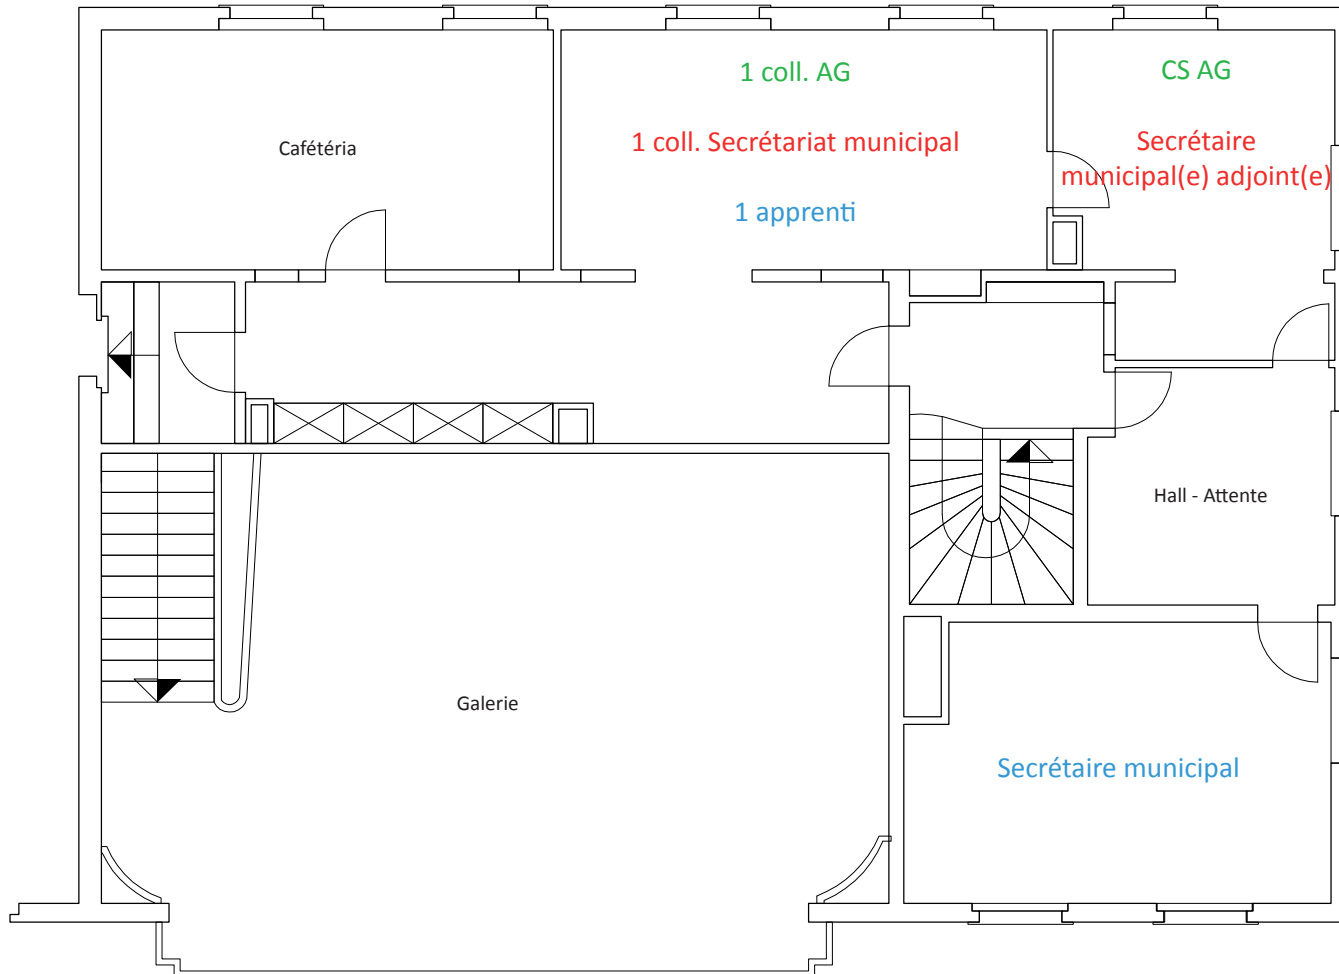 Cafétéria
1 coll. AG
1 coll. Secrétariat municipal
1 apprenti
CS AG
Secrétaire
municipal(e) adjoint(e)
Hall - Attente
Galerie
Secrétaire municipal